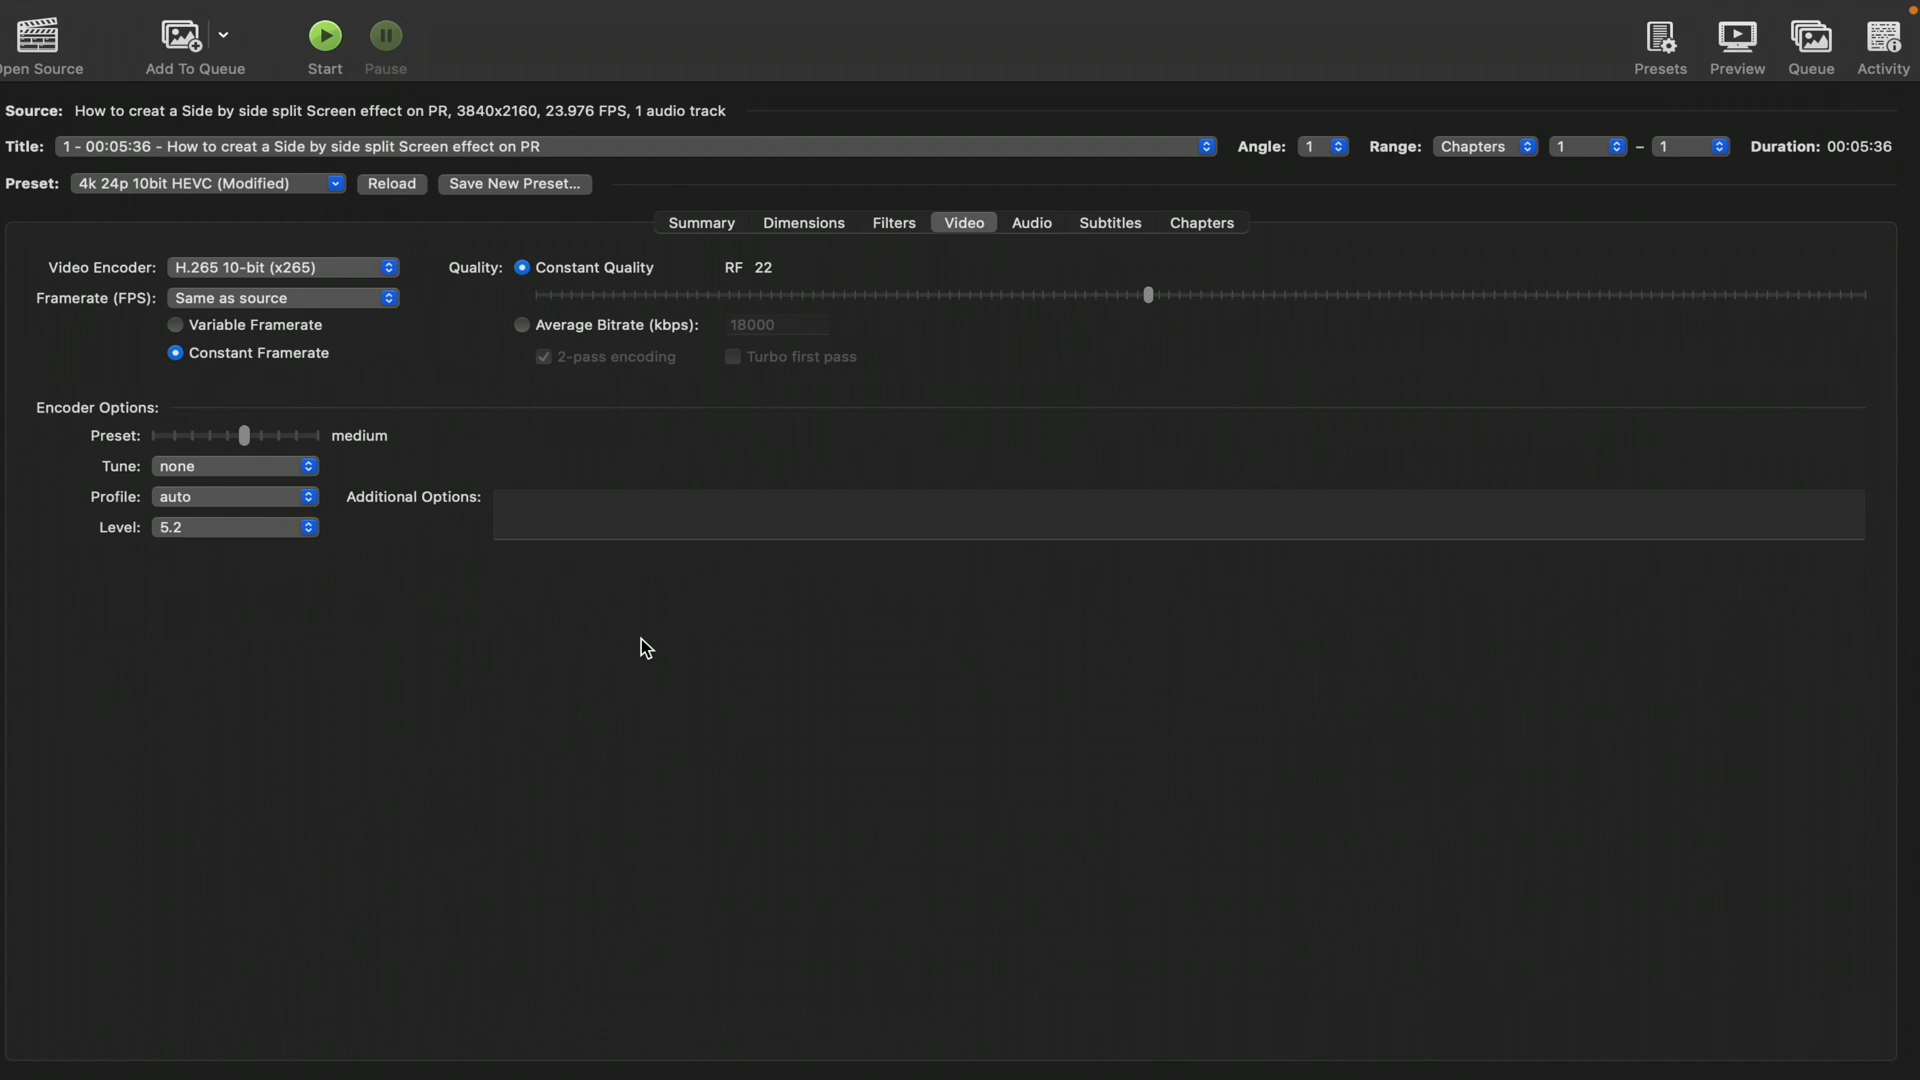 pen Source
Add To Queue
Start
Pause
Presets
Preview
Queue
Activity
Source: How to creat a Side by side split Screen effect on PR, 3840x2160, 23.976 FPS, 1 audio track
Title: 1 - 00:05:36 - How to creat a Side by side split Screen effect on PR Angle: 1 Range: Chapters 1 – 1 Duration: 00:05:36
Preset: 4k 24p 10bit HEVC (Modified) Reload Save New Preset...
Summary Dimensions Filters Video Audio Subtitles Chapters
Video Encoder: H.265 10-bit (x265) Quality: Constant Quality RF 22
Framerate (FPS): Same as source
Variable Framerate Average Bitrate (kbps): 18000
Constant Framerate 2-pass encoding Turbo first pass
Encoder Options:
Preset: medium
Tune: none
Profile: auto Additional Options:
Level: 5.2